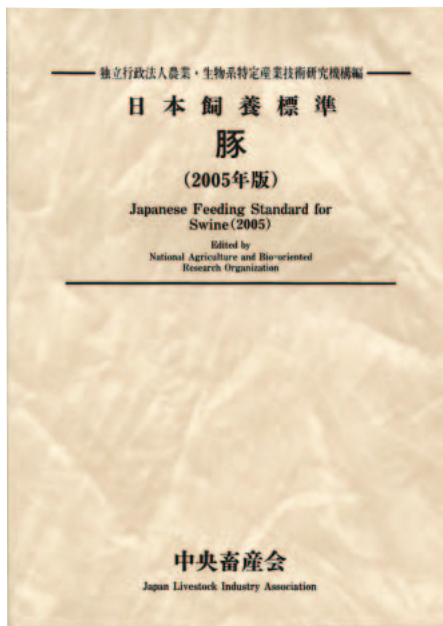 独立行政法人農業・生物系特定産業技術研究機構編
日本飼養標準
豚
(2005年版)
Japanese Feeding Standard for
Swine(2005)
Edited by
National Agriculture and Bio-oriented
Research Organization
中央畜産会
Japan Livestock Industry Association